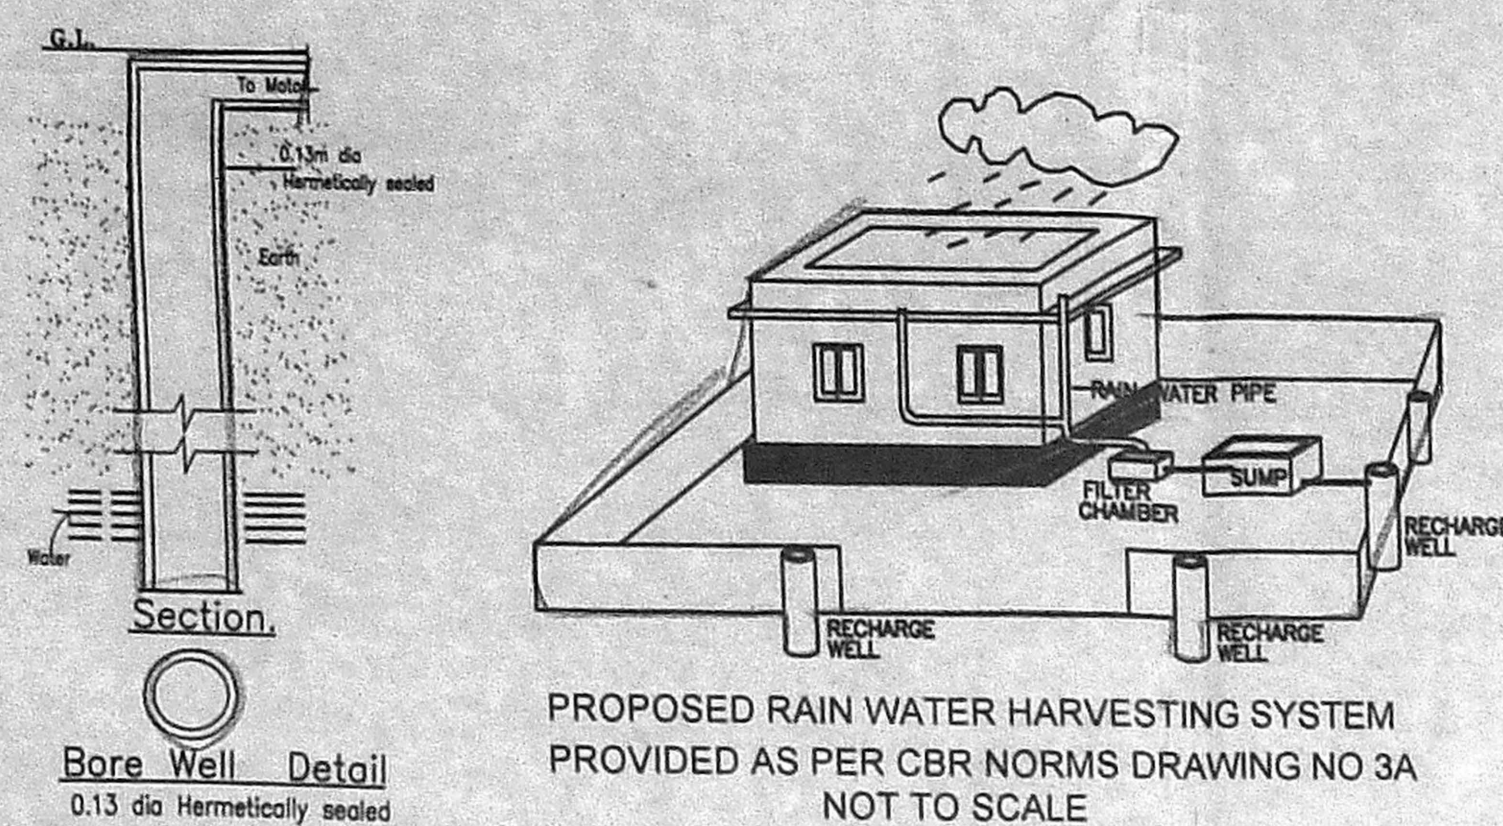 G.L.
To Motor
0.13m dia
Hermetically sealed
Earth
Water
Section.
Bore Well Detail
0.13 dia Hermetically sealed
RAIN WATER PIPE
FILTER
CHAMBER
SUMP
RECHARGE
WELL
RECHARGE
WELL
RECHARGE
WELL
PROPOSED RAIN WATER HARVESTING SYSTEM
PROVIDED AS PER CBR NORMS DRAWING NO 3A
NOT TO SCALE